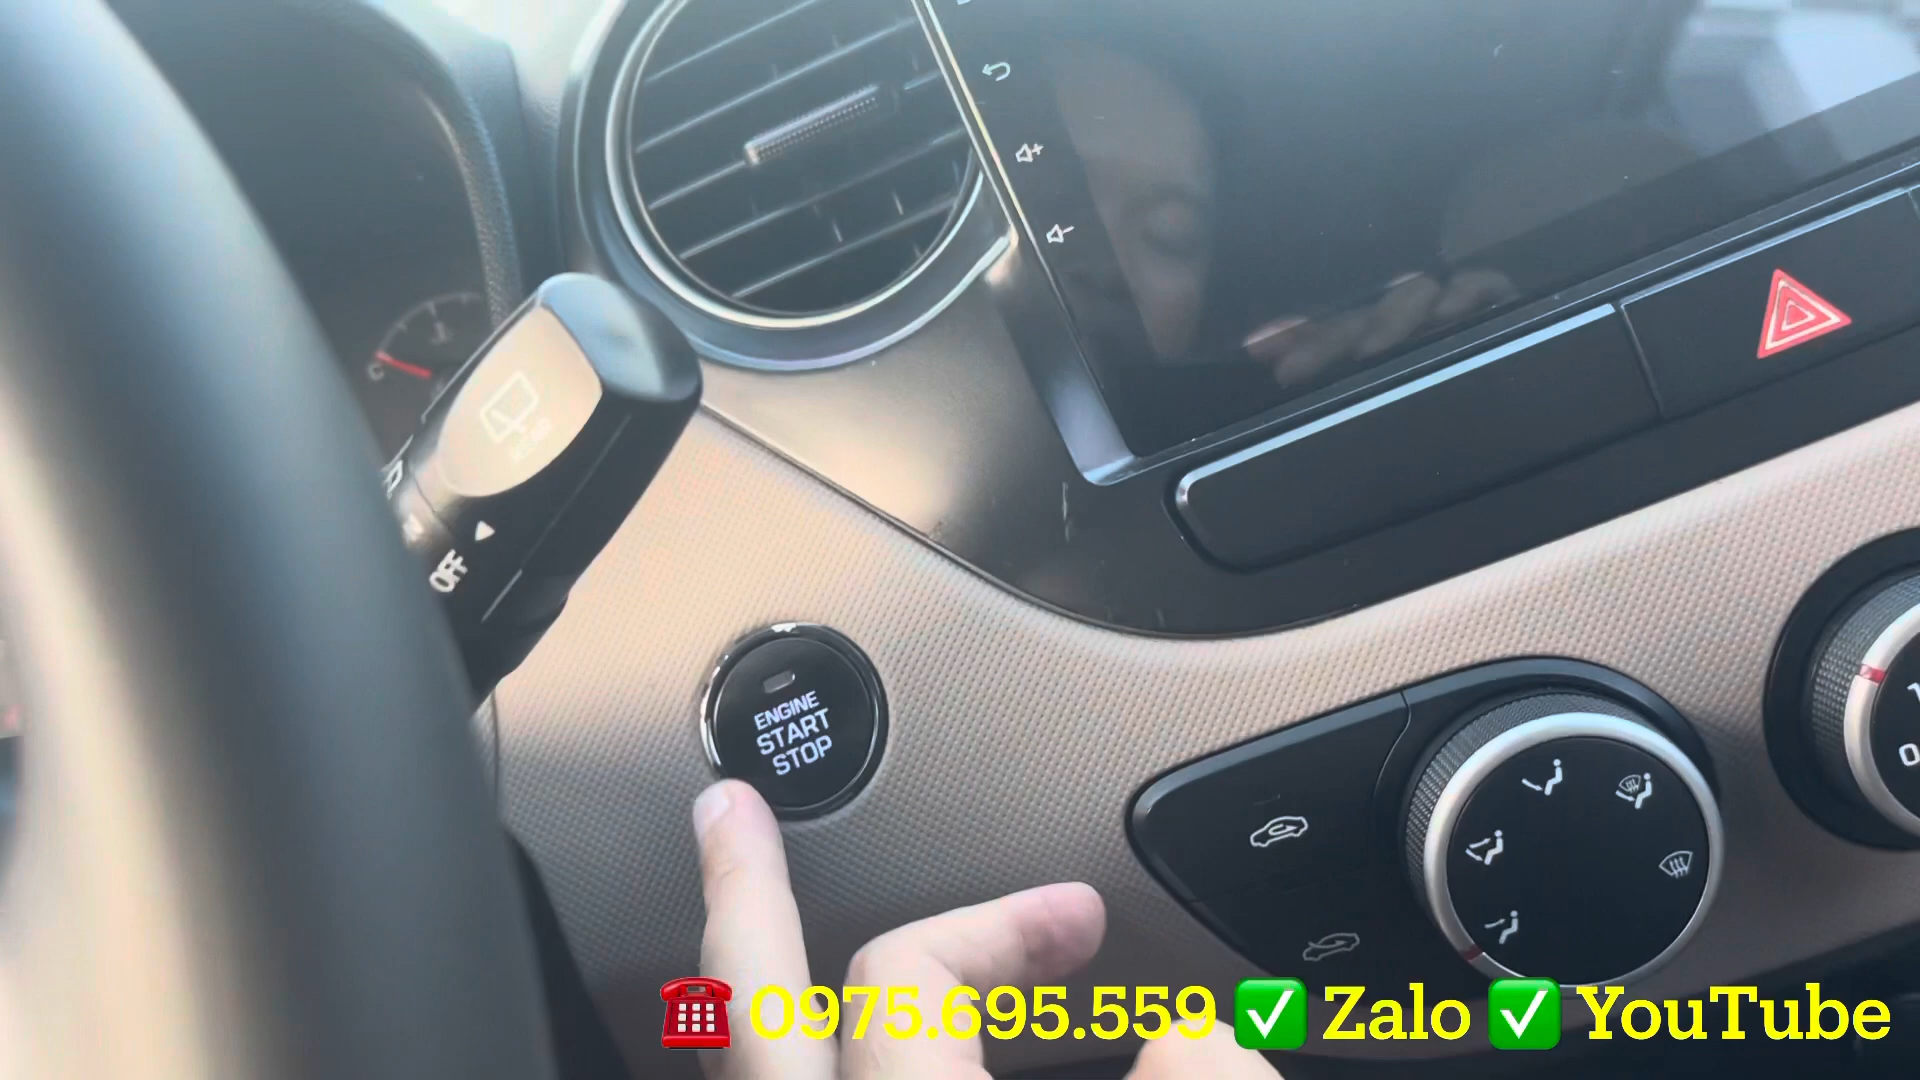 C
OFF
ENGINE
START
STOP
0975.695.559 Zalo YouTube